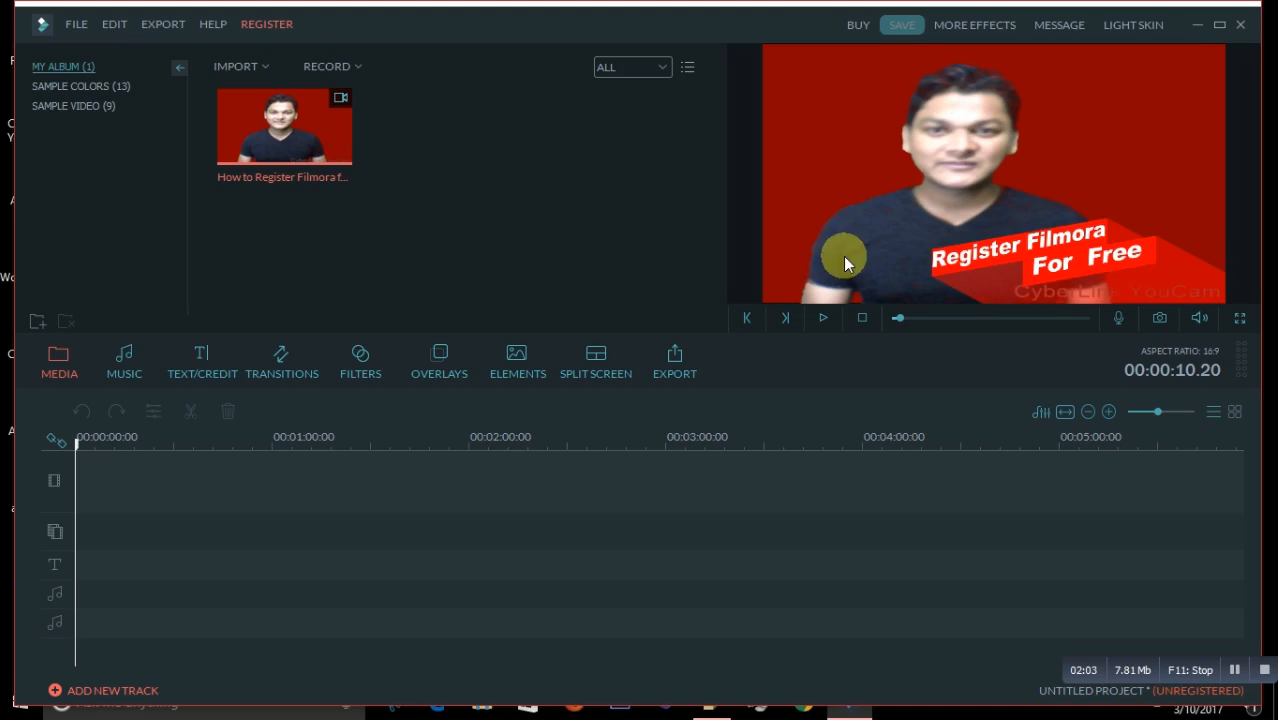 FILE EDIT EXPORT HELP REGISTER BUY SAVE MORE EFFECTS MESSAGE LIGHT SKIN
MY ALBUM (1) IMPORT RECORD ALL
SAMPLE COLORS (13)
SAMPLE VIDEO (9)
How to Register Filmora f...
Register Filmora
For Free
CyberLink YouCam
MEDIA MUSIC TEXT/CREDIT TRANSITIONS FILTERS OVERLAYS ELEMENTS SPLIT SCREEN EXPORT
ASPECT RATIO: 16:9
00:00:10.20
00:00:00:00 00:01:00:00 00:02:00:00 00:03:00:00 00:04:00:00 00:05:00:00
02:03 7.81 Mb F11: Stop
ADD NEW TRACK UNTITLED PROJECT * (UNREGISTERED)
3/10/2017